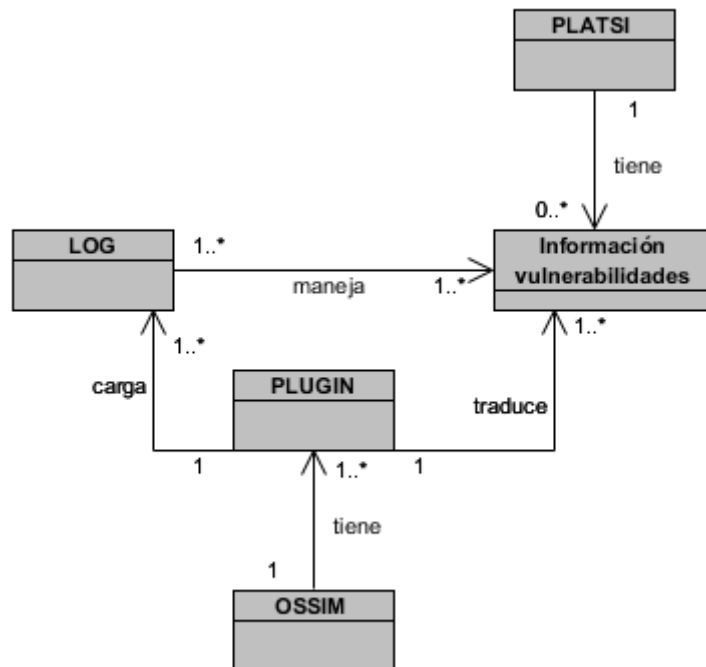 PLATSI
1
tiene
0..*
LOG
1..*
maneja
1..*
Información
vulnerabilidades
1..*
1..*
carga
PLUGIN
traduce
1
1..*
1
tiene
1
OSSIM